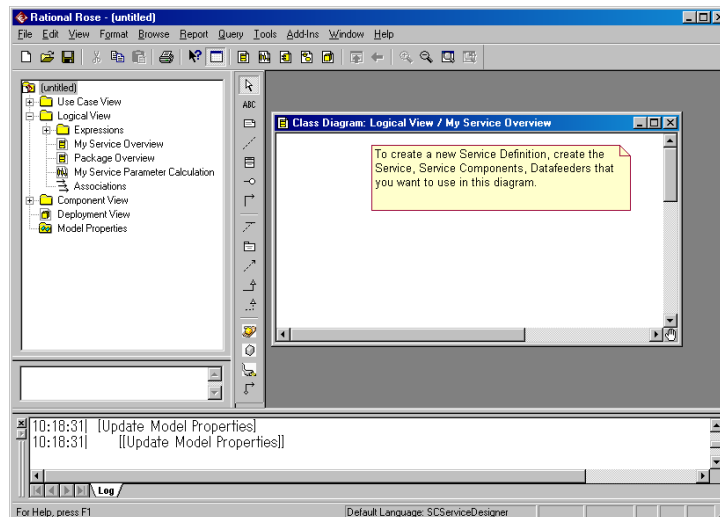 Rational Rose - (untitled)
File Edit View Format Browse Report Query Tools Add-Ins Window Help
(untitled)
Use Case View
Logical View
Expressions
My Service Overview
Package Overview
My Service Parameter Calculation
Associations
Component View
Deployment View
Model Properties
ABC
Class Diagram: Logical View / My Service Overview
To create a new Service Definition, create the
Service, Service Components, Datafeeders that
you want to use in this diagram.
10:18:31| [Update Model Properties]
10:18:31| [[Update Model Properties]]
Log
For Help, press F1
Default Language: SCServiceDesigner